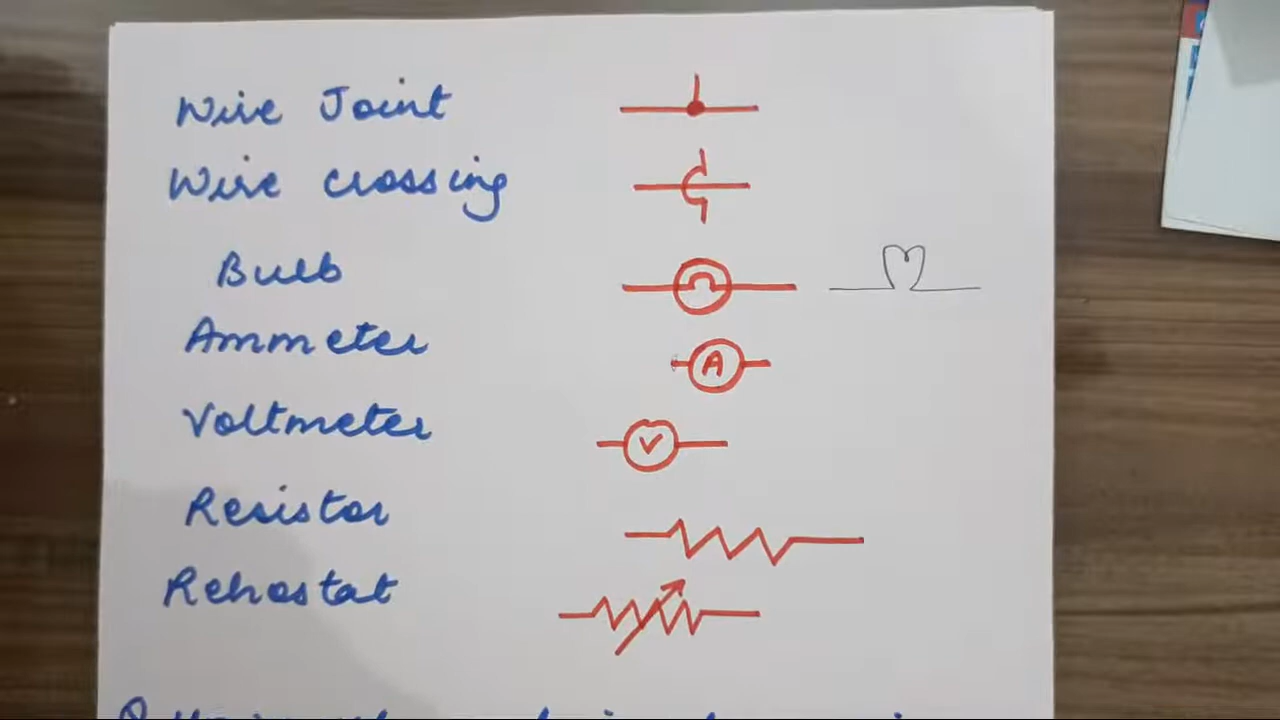 Wire Joint
Wire crossing
Bulb
Ammeter
A
Voltmeter
V
Resistor
Rehostat